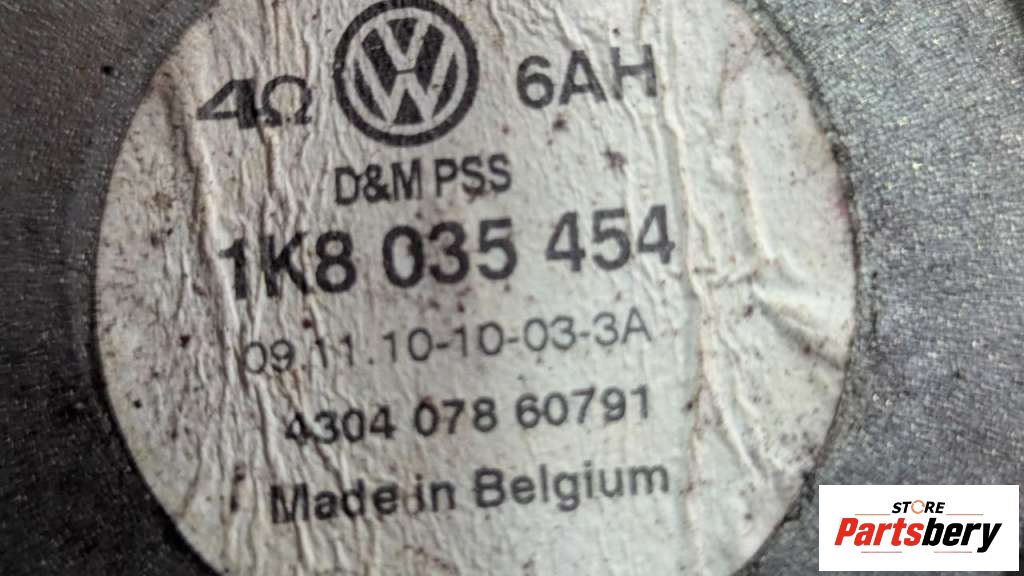 4Ω 6AH
D&M PSS
1K8 035 454
09.11.10-10-03-3A
4304 078 60791
Made in Belgium
STORE
Partsbery